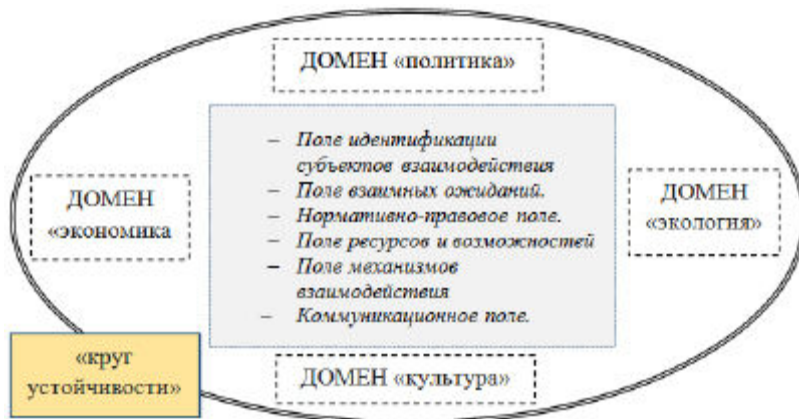 ДОМЕН «политика»
– Поле идентификации
субъектов взаимодействия
– Поле взаимных ожиданий.
– Нормативно-правовое поле.
– Поле ресурсов и возможностей
– Поле механизмов
взаимодействия
– Коммуникационное поле.
ДОМЕН
«экономика
ДОМЕН
«экология»
«круг
устойчивости»
ДОМЕН «культура»